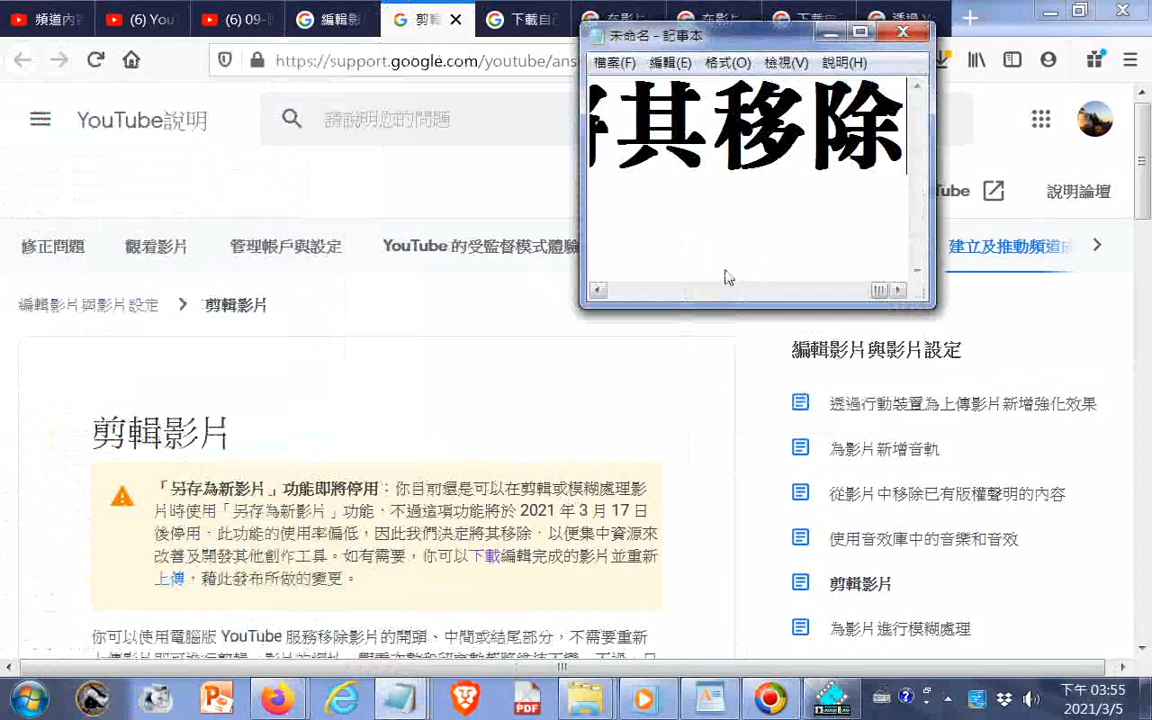 頻道內
(6) You
(6) 09-
編輯影
剪輯
下載自
https://support.google.com/youtube/ans
未命名 - 記事本
檔案(F) 編輯(E) 格式(O) 檢視(V) 說明(H)
其移除
YouTube說明
請說明您的問題
ube
說明論壇
修正問題 觀看影片 管理帳戶與設定 YouTube 的受監督模式體驗
建立及推動頻道成
編輯影片與影片設定 > 剪輯影片
剪輯影片
「另存為新影片」功能即將停用：你目前還是可以在剪輯或模糊處理影
片時使用「另存為新影片」功能，不過這項功能將於 2021 年 3 月 17 日
後停用。此功能的使用率偏低，因此我們決定將其移除，以便集中資源來
改善及開發其他創作工具。如有需要，你可以下載編輯完成的影片並重新
上傳，藉此發布所做的變更。
你可以使用電腦版 YouTube 服務移除影片的開頭、中間或結尾部分，不需要重新
編輯影片與影片設定
透過行動裝置為上傳影片新增強化效果
為影片新增音軌
從影片中移除已有版權聲明的內容
使用音效庫中的音樂和音效
剪輯影片
為影片進行模糊處理
PDF
下午 03:55
2021/3/5